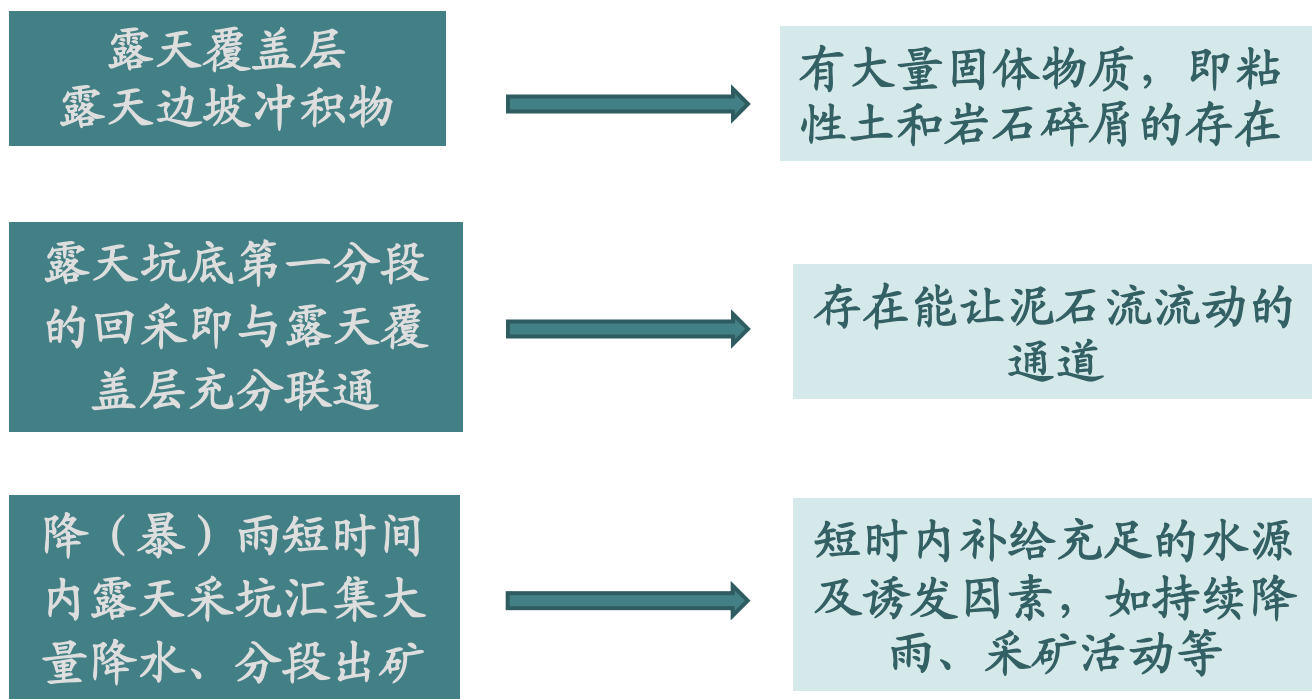 露天覆盖层
露天边坡冲积物
有大量固体物质，即粘
性土和岩石碎屑的存在
露天坑底第一分段
的回采即与露天覆
盖层充分联通
存在能让泥石流流动的
通道
降（暴）雨短时间
内露天采坑汇集大
量降水、分段出矿
短时内补给充足的水源
及诱发因素，如持续降
雨、采矿活动等